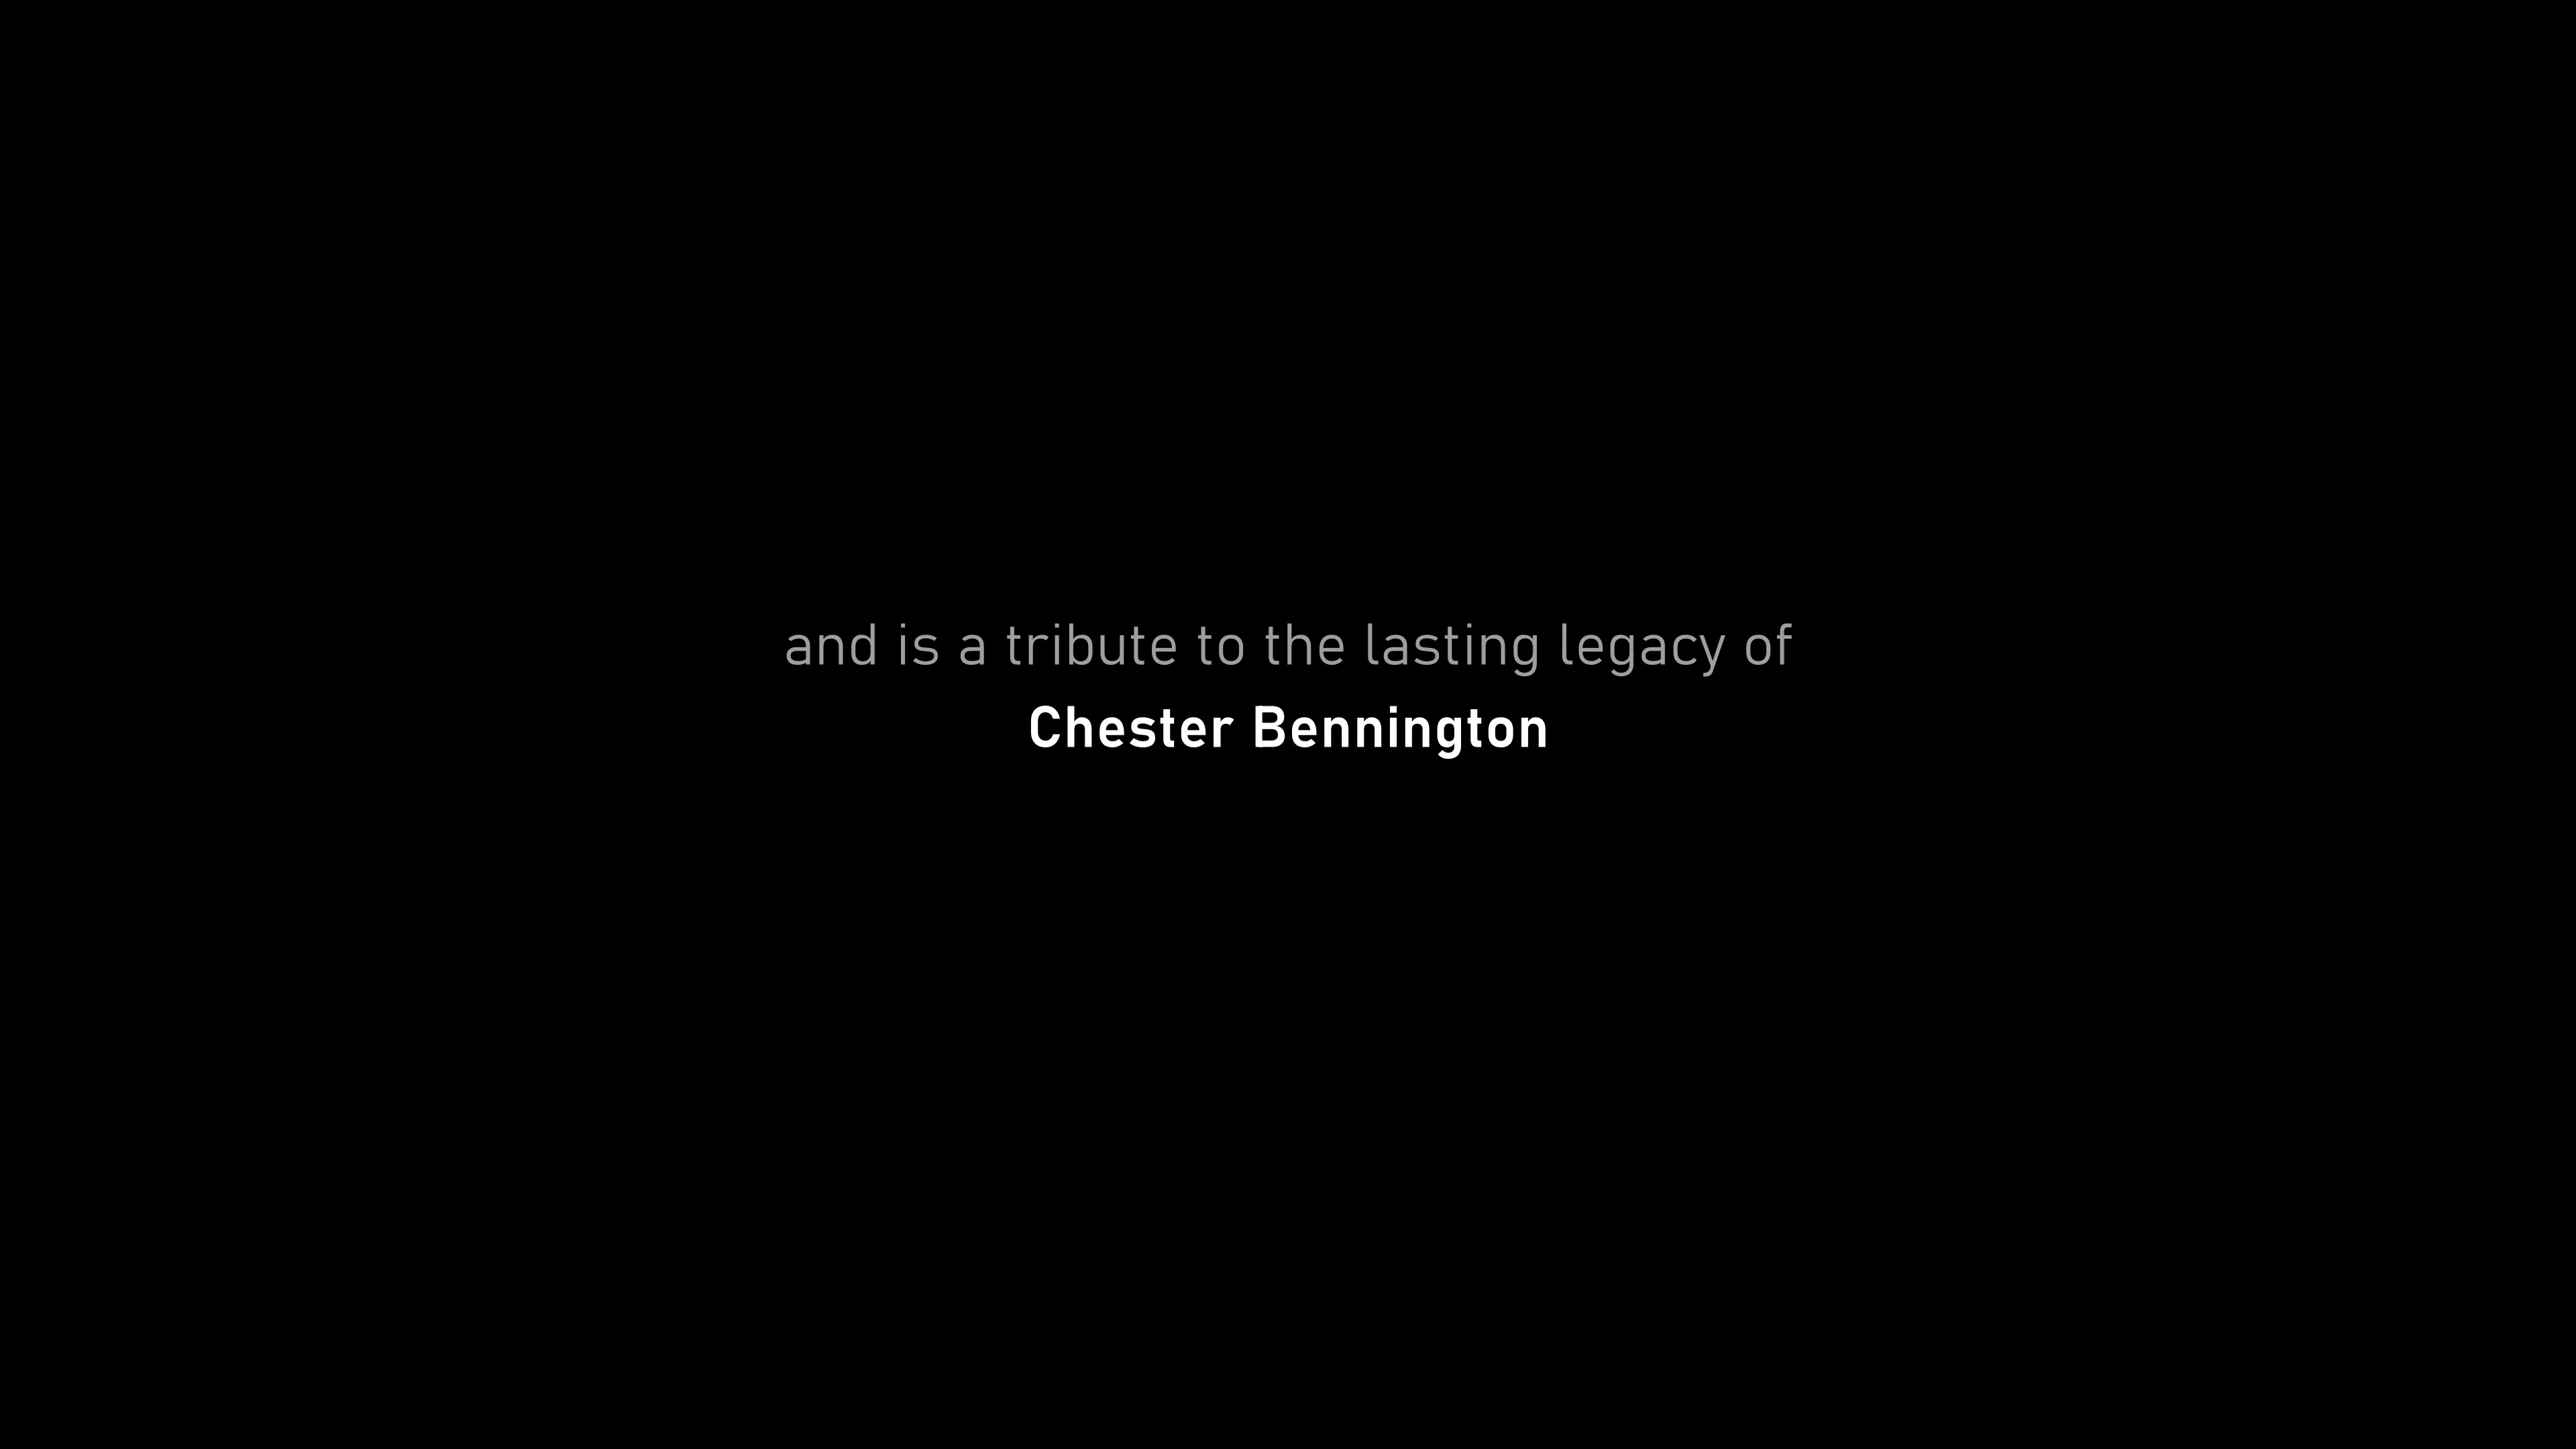 and is a tribute to the lasting legacy of
Chester Bennington